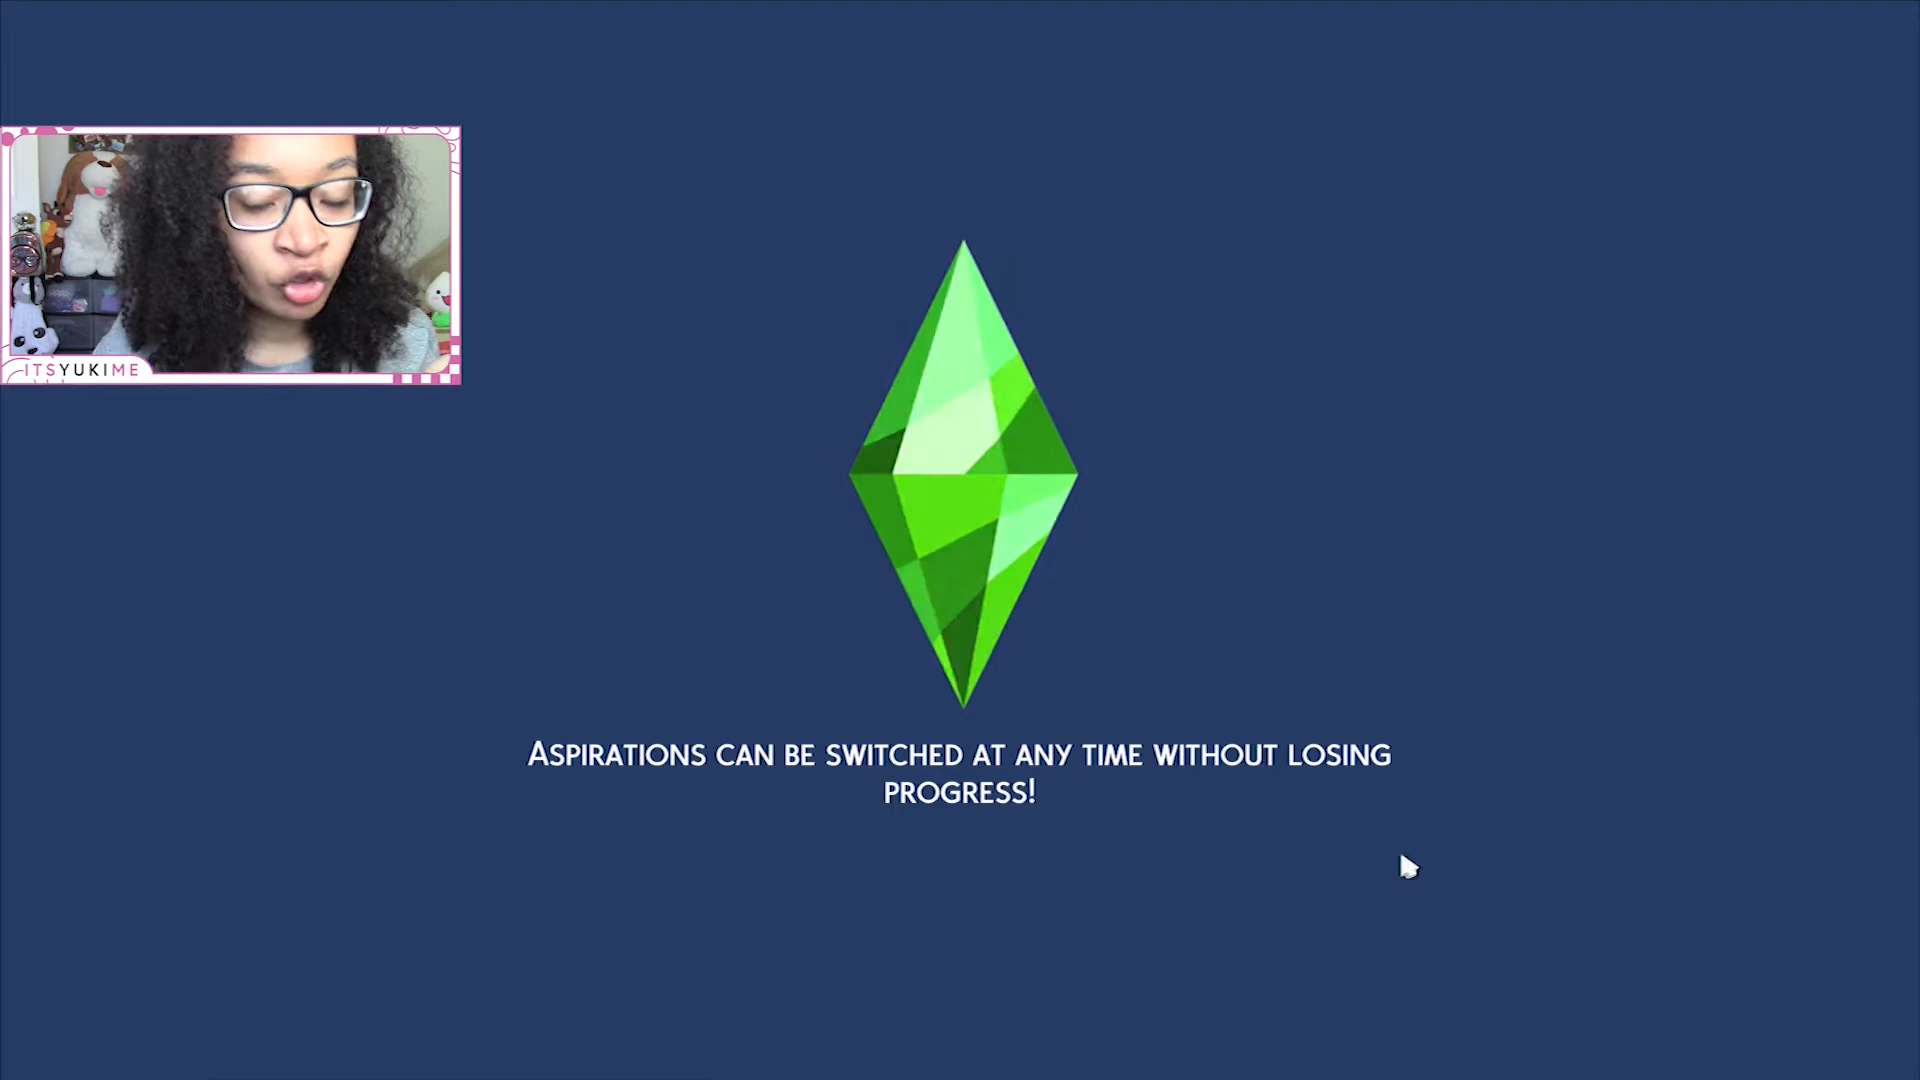 ITSYUKIME
ASPIRATIONS CAN BE SWITCHED AT ANY TIME WITHOUT LOSING
PROGRESS!